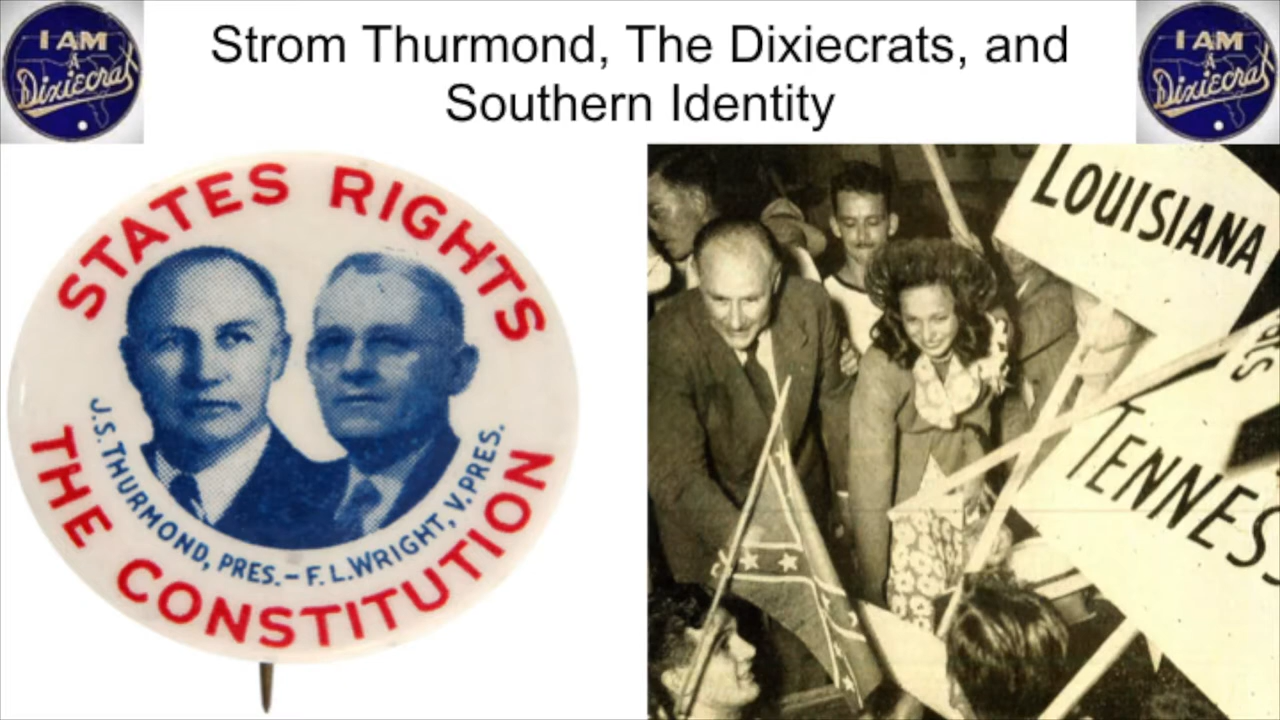 I AM
A
Dixiecrat
Strom Thurmond, The Dixiecrats, and
Southern Identity
I AM
A
Dixiecrat
STATES RIGHTS
J.S. THURMOND, PRES. – F. L. WRIGHT, V. PRES.
THE CONSTITUTION
LOUISIANA
TENNES